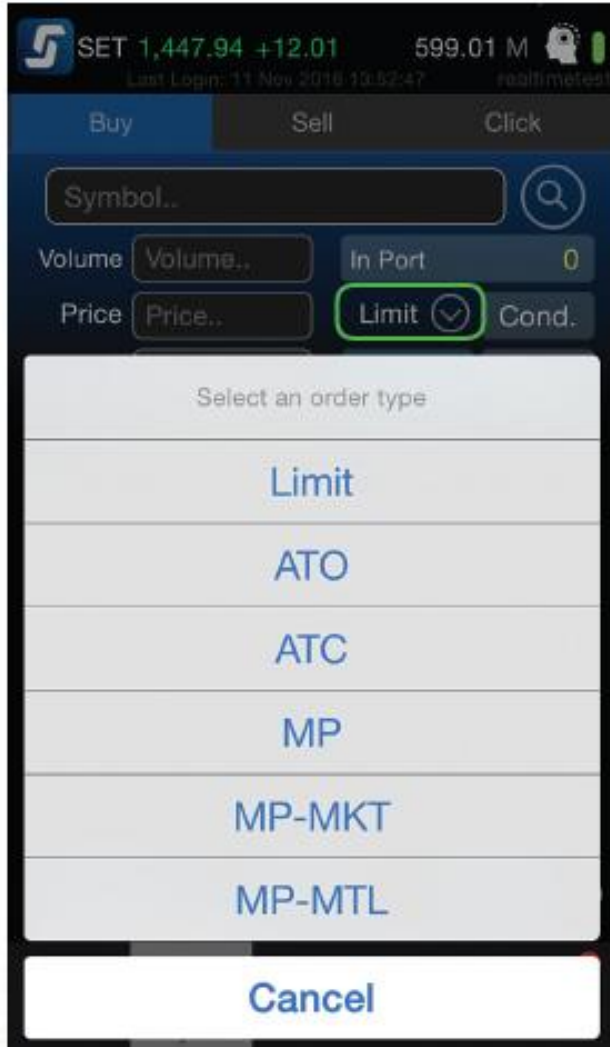 SET 1,447.94 +12.01 599.01 M
Last Login: 11 Nov 2016 13:52:47 realtimetes
Buy Sell Click
Symbol..
Volume Volume.. In Port 0
Price Price.. Limit Cond.
Select an order type
Limit
ATO
ATC
MP
MP-MKT
MP-MTL
Cancel